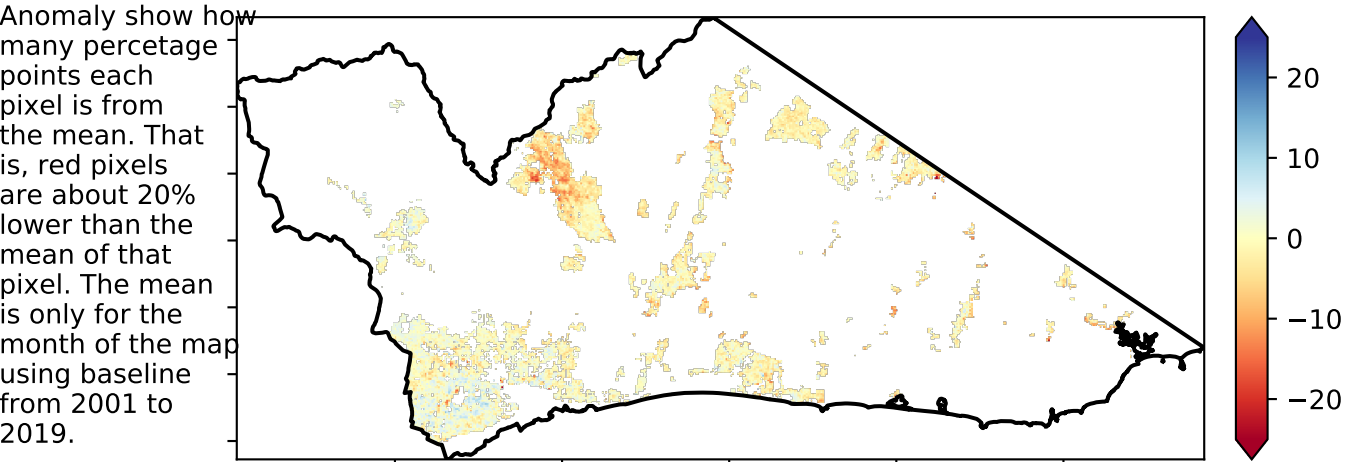 Anomaly show how
many percetage
points each
pixel is from
the mean. That
is, red pixels
are about 20%
lower than the
mean of that
pixel. The mean
is only for the
month of the map
using baseline
from 2001 to
2019.
20
10
0
−10
−20